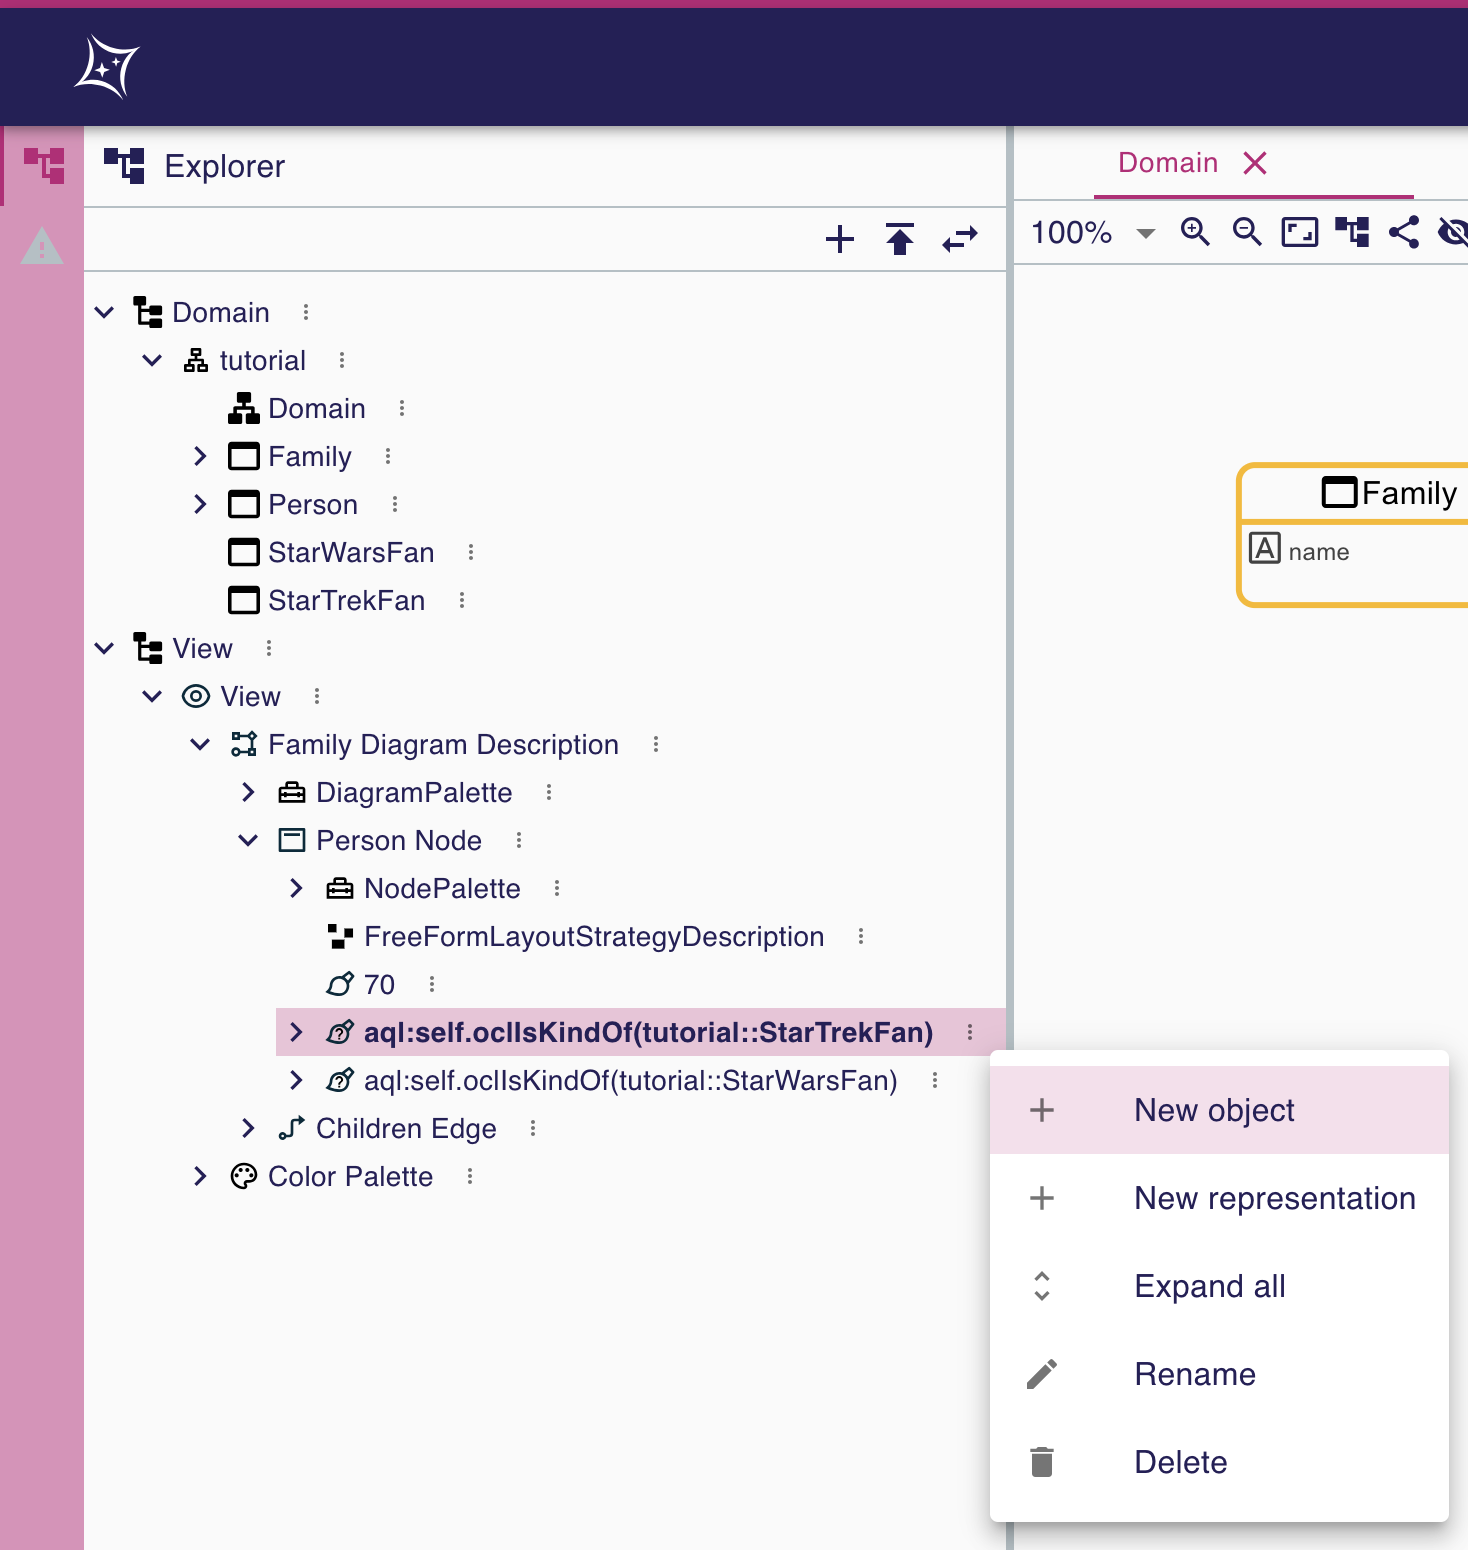 Explorer
Domain
100%
Domain
tutorial
Domain
Family
Person
StarWarsFan
StarTrekFan
View
View
Family Diagram Description
DiagramPalette
Person Node
NodePalette
FreeFormLayoutStrategyDescription
70
aql:self.oclIsKindOf(tutorial::StarTrekFan)
aql:self.oclIsKindOf(tutorial::StarWarsFan)
Children Edge
Color Palette
Family
A name
New object
New representation
Expand all
Rename
Delete